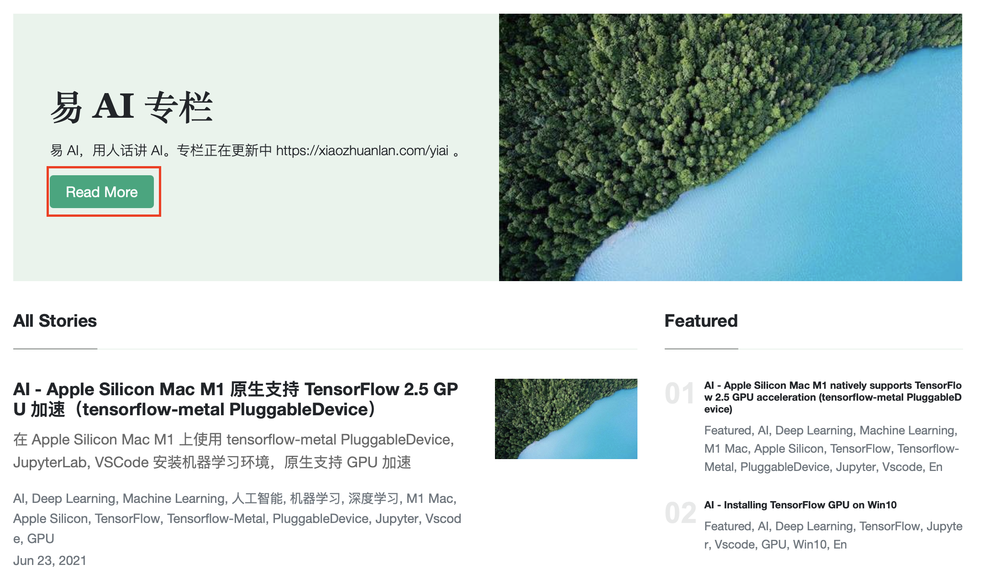 易 AI 专栏
易 AI，用人话讲 AI。专栏正在更新中 https://xiaozhuanlan.com/yiai 。
Read More
All Stories
AI - Apple Silicon Mac M1 原生支持 TensorFlow 2.5 GP
U 加速（tensorflow-metal PluggableDevice）
在 Apple Silicon Mac M1 上使用 tensorflow-metal PluggableDevice,
JupyterLab, VSCode 安装机器学习环境，原生支持 GPU 加速
AI, Deep Learning, Machine Learning, 人工智能, 机器学习, 深度学习, M1 Mac,
Apple Silicon, TensorFlow, Tensorflow-Metal, PluggableDevice, Jupyter, Vscod
e, GPU
Jun 23, 2021
Featured
01
AI - Apple Silicon Mac M1 natively supports TensorFlo
w 2.5 GPU acceleration (tensorflow-metal PluggableD
evice)
Featured, AI, Deep Learning, Machine Learning,
M1 Mac, Apple Silicon, TensorFlow, Tensorflow-
Metal, PluggableDevice, Jupyter, Vscode, En
02
AI - Installing TensorFlow GPU on Win10
Featured, AI, Deep Learning, TensorFlow, Jupyte
r, Vscode, GPU, Win10, En